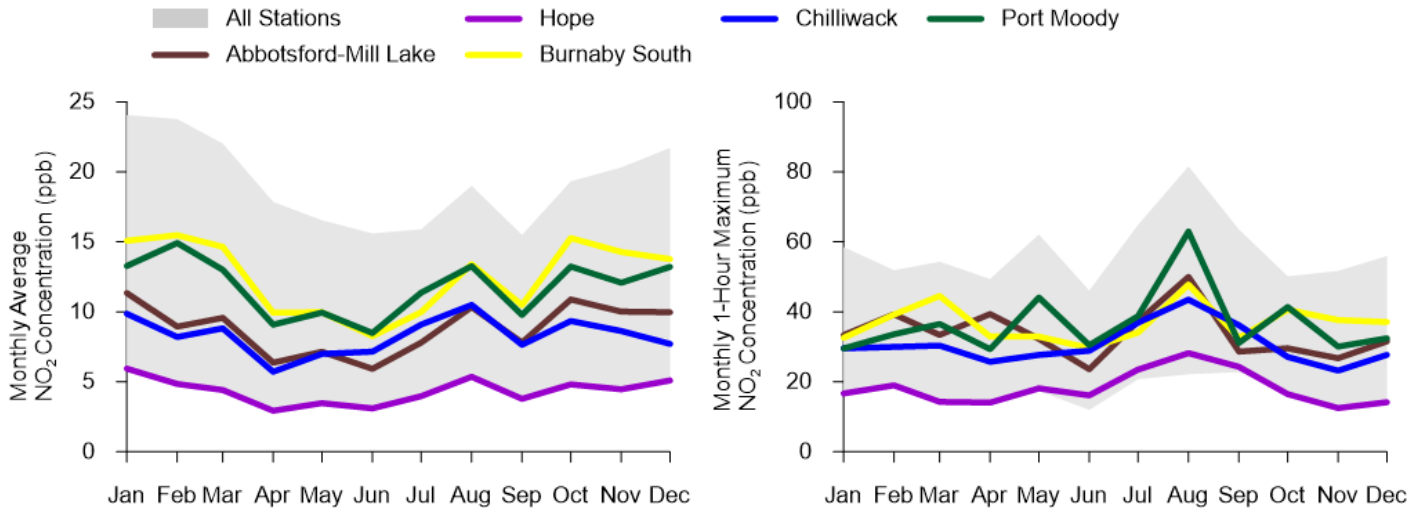 All Stations Hope Chilliwack Port Moody
Abbotsford-Mill Lake Burnaby South
Monthly Average
NO₂ Concentration (ppb)
25
20
15
10
5
0
Jan Feb Mar Apr May Jun Jul Aug Sep Oct Nov Dec
Monthly 1-Hour Maximum
NO₂ Concentration (ppb)
100
80
60
40
20
0
Jan Feb Mar Apr May Jun Jul Aug Sep Oct Nov Dec